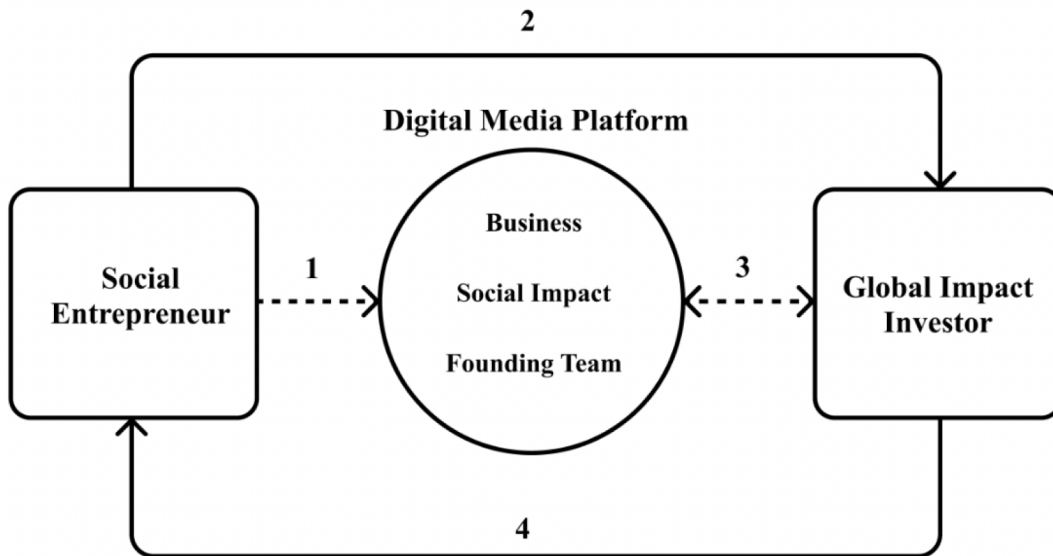 2
Digital Media Platform
Business
Social
Entrepreneur
1
Social Impact
3
Global Impact
Investor
Founding Team
4